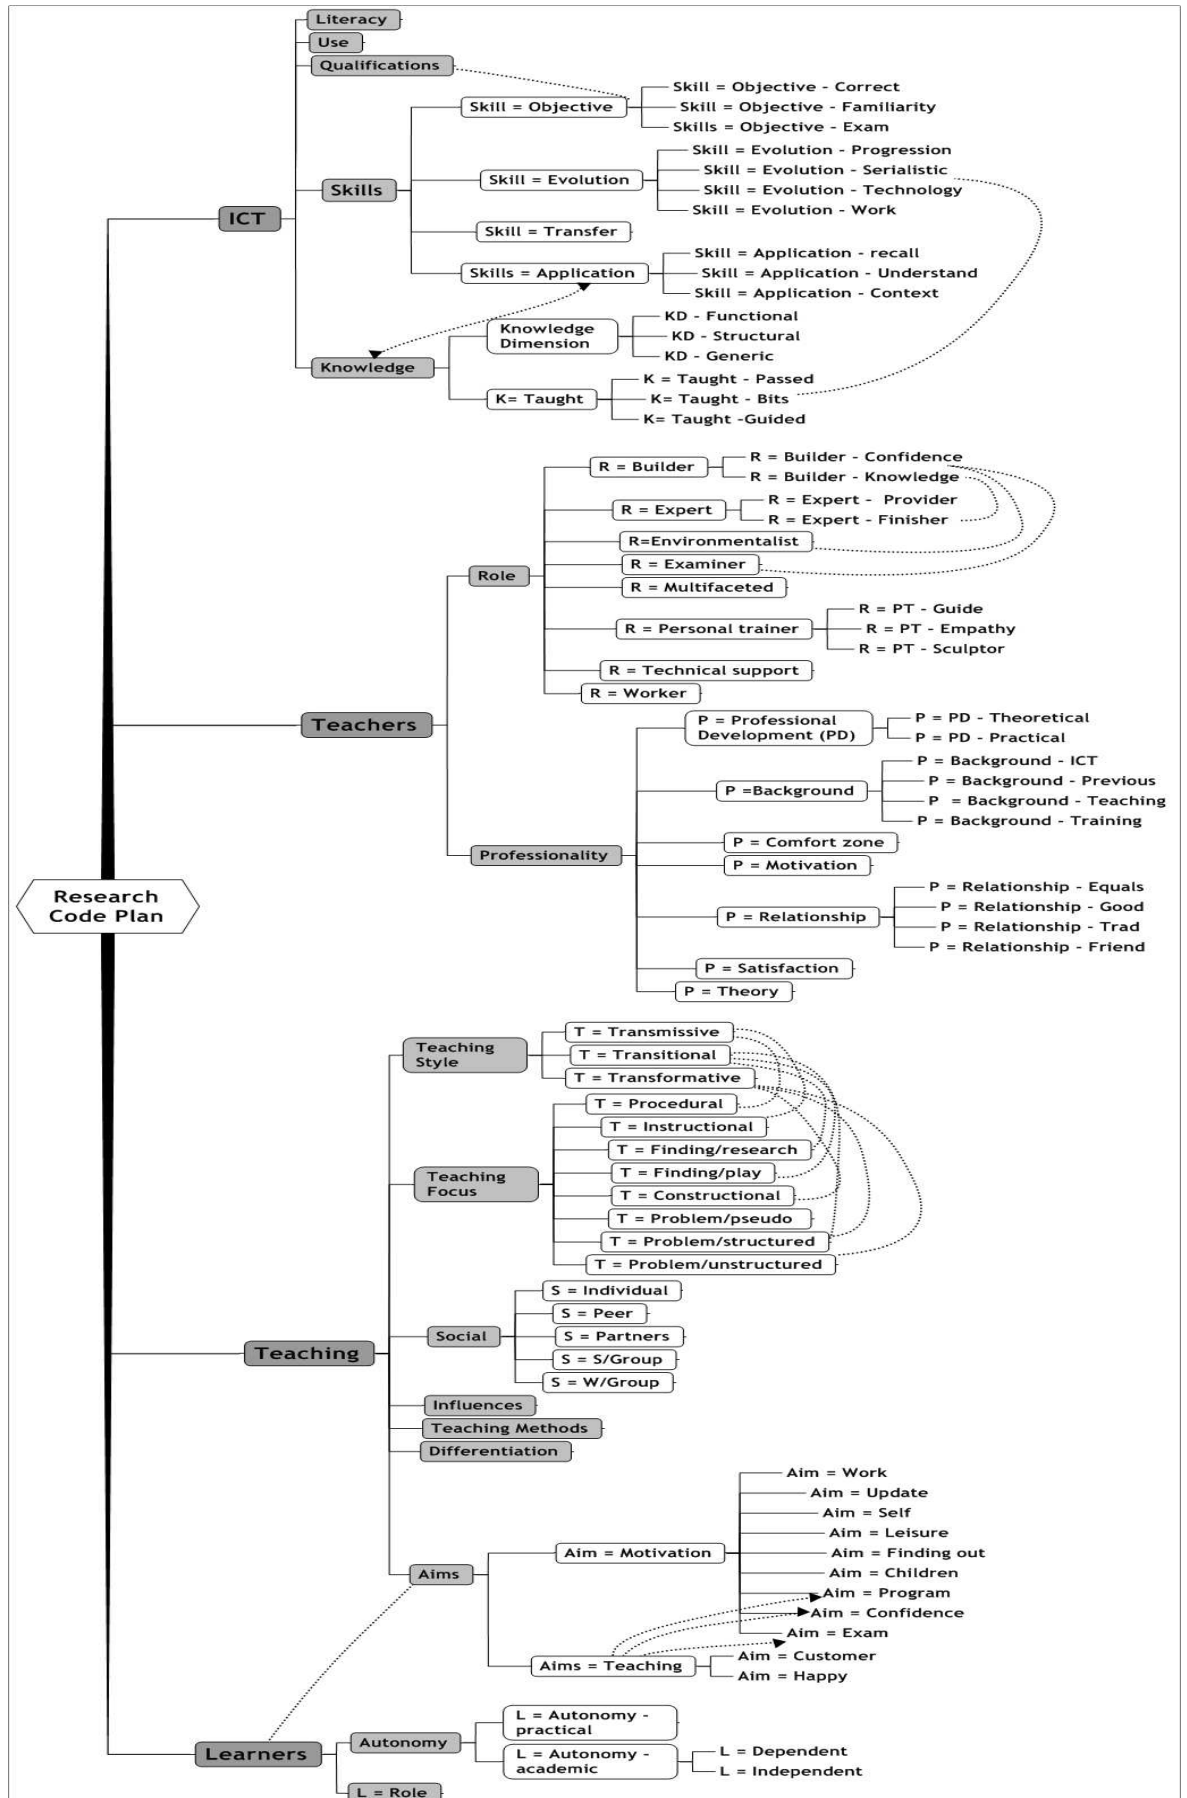 Literacy
Use
Qualifications
Skill = Objective - Correct
Skill = Objective
Skill = Objective - Familiarity
Skills = Objective - Exam
Skill = Evolution - Progression
Skill = Evolution - Serialistic
Skills
Skill = Evolution
Skill = Evolution - Technology
Skill = Evolution - Work
ICT
Skill = Transfer
Skill = Application - recall
Skills = Application
Skill = Application - Understand
Skill = Application - Context
KD - Functional
Knowledge
Dimension
KD - Structural
KD - Generic
Knowledge
K = Taught - Passed
K= Taught
K= Taught - Bits
K= Taught -Guided
R = Builder - Confidence
R = Builder
R = Builder - Knowledge
R = Expert -  Provider
R = Expert
R = Expert - Finisher
R=Environmentalist
R = Examiner
Role
R = Multifaceted
R = PT - Guide
R = Personal trainer
R = PT - Empathy
R = PT - Sculptor
R = Technical support
R = Worker
Teachers
P = Professional
Development (PD)
P = PD - Theoretical
P = PD - Practical
P = Background - ICT
P =Background
P = Background - Previous
P  = Background - Teaching
P = Background - Training
P = Comfort zone
Professionality
P = Motivation
P = Relationship - Equals
P = Relationship
P = Relationship - Good
P = Relationship - Trad
P = Relationship - Friend
Research
Code Plan
P = Satisfaction
P = Theory
T = Transmissive
Teaching
Style
T = Transitional
T = Transformative
T = Procedural
T = Instructional
T = Finding/research
Teaching
Focus
T = Finding/play
T = Constructional
T = Problem/pseudo
T = Problem/structured
T = Problem/unstructured
S = Individual
S = Peer
Social
S = Partners
Teaching
S = S/Group
S = W/Group
Influences
Teaching Methods
Differentiation
Aim = Work
Aim = Update
Aim = Self
Aim = Leisure
Aim = Motivation
Aim = Finding out
Aims
Aim = Children
Aim = Program
Aim = Confidence
Aim = Exam
Aims = Teaching
Aim = Customer
Aim = Happy
L = Autonomy -
practical
Autonomy
Learners
L = Autonomy -
academic
L = Dependent
L = Independent
L = Role